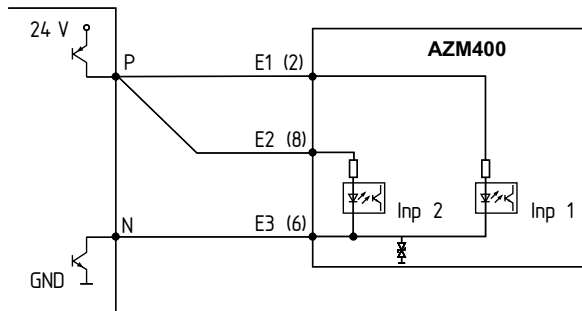 24 V
P
E1 (2)
AZM400
E2 (8)
Inp 2
Inp 1
N
E3 (6)
GND